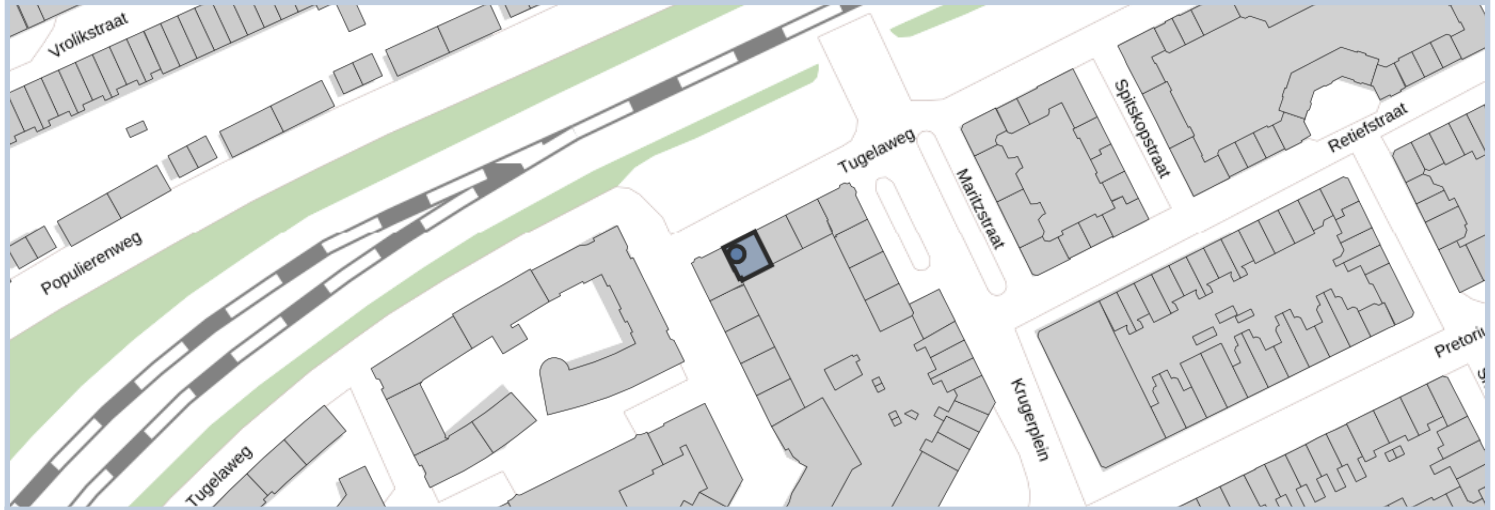 Vrolikstraat
Spitskopstraat
Retiefstraat
Tugelaweg
Maritzstraat
Populierenweg
Pretori
Krugerplein
Tugelaweg